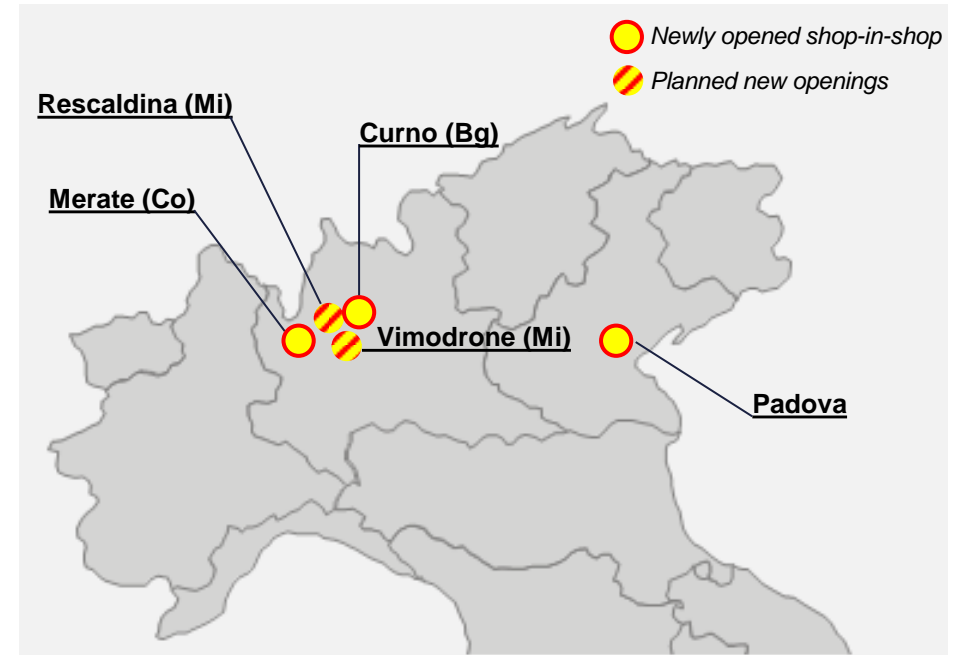 Newly opened shop-in-shop
Planned new openings
Rescaldina (Mi)
Curno (Bg)
Merate (Co)
Vimodrone (Mi)
Padova